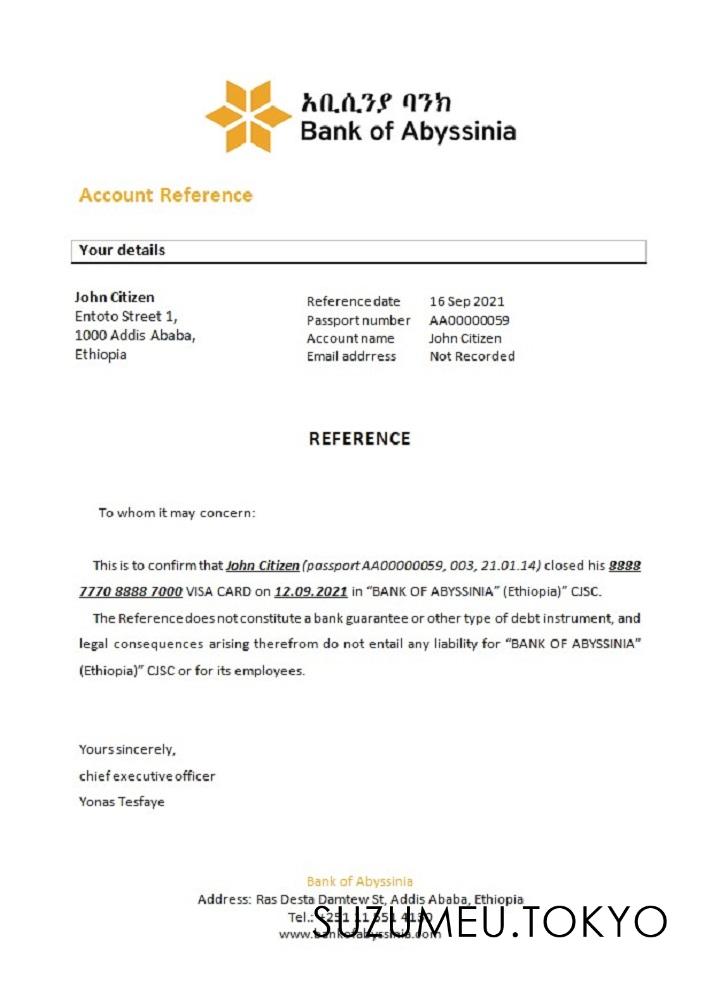 አቢሲንያ ባንክ
Bank of Abyssinia
Account Reference
Your details
John Citizen
Entoto Street 1,
1000 Addis Ababa,
Ethiopia
Reference date 16 Sep 2021
Passport number AA00000059
Account name John Citizen
Email addrress Not Recorded
REFERENCE
To whom it may concern:
This is to confirm that John Citizen (passport AA00000059, 003, 21.01.14) closed his 8888
7770 8888 7000 VISA CARD on 12.09.2021 in “BANK OF ABYSSINIA” (Ethiopia)” CJSC.
The Reference does not constitute a bank guarantee or other type of debt instrument, and
legal consequences arising therefrom do not entail any liability for “BANK OF ABYSSINIA”
(Ethiopia)” CJSC or for its employees.
Yours sincerely,
chief executive officer
Yonas Tesfaye
Bank of Abyssinia
Address: Ras Desta Damtew St, Addis Ababa, Ethiopia
Tel.: +251 11 551 4130
www.bankofabyssinia.com
SUZUMEU.TOKYO